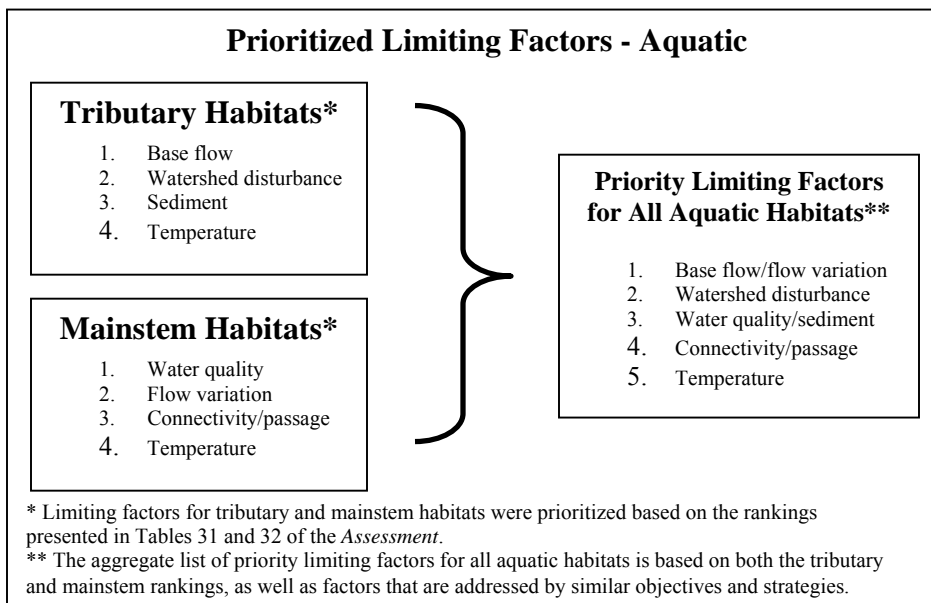 Prioritized Limiting Factors - Aquatic
Tributary Habitats*
1. Base flow
2. Watershed disturbance
3. Sediment
4. Temperature
Mainstem Habitats*
1. Water quality
2. Flow variation
3. Connectivity/passage
4. Temperature
Priority Limiting Factors
for All Aquatic Habitats**
1. Base flow/flow variation
2. Watershed disturbance
3. Water quality/sediment
4. Connectivity/passage
5. Temperature
* Limiting factors for tributary and mainstem habitats were prioritized based on the rankings
presented in Tables 31 and 32 of the Assessment.
** The aggregate list of priority limiting factors for all aquatic habitats is based on both the tributary
and mainstem rankings, as well as factors that are addressed by similar objectives and strategies.